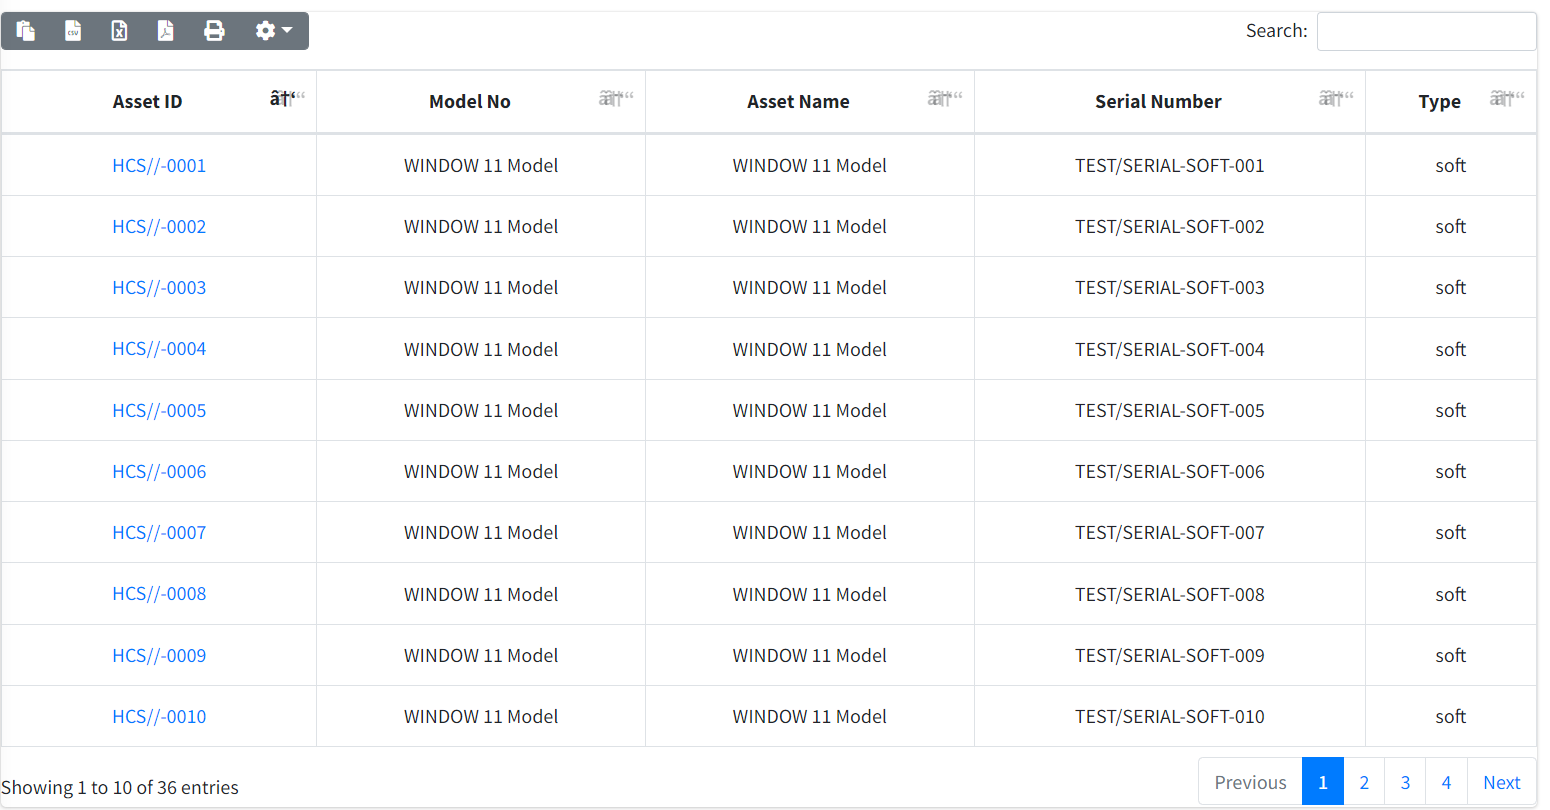 Search:
Asset ID Model No Asset Name Serial Number Type
HCS//-0001 WINDOW 11 Model WINDOW 11 Model TEST/SERIAL-SOFT-001 soft
HCS//-0002 WINDOW 11 Model WINDOW 11 Model TEST/SERIAL-SOFT-002 soft
HCS//-0003 WINDOW 11 Model WINDOW 11 Model TEST/SERIAL-SOFT-003 soft
HCS//-0004 WINDOW 11 Model WINDOW 11 Model TEST/SERIAL-SOFT-004 soft
HCS//-0005 WINDOW 11 Model WINDOW 11 Model TEST/SERIAL-SOFT-005 soft
HCS//-0006 WINDOW 11 Model WINDOW 11 Model TEST/SERIAL-SOFT-006 soft
HCS//-0007 WINDOW 11 Model WINDOW 11 Model TEST/SERIAL-SOFT-007 soft
HCS//-0008 WINDOW 11 Model WINDOW 11 Model TEST/SERIAL-SOFT-008 soft
HCS//-0009 WINDOW 11 Model WINDOW 11 Model TEST/SERIAL-SOFT-009 soft
HCS//-0010 WINDOW 11 Model WINDOW 11 Model TEST/SERIAL-SOFT-010 soft
Showing 1 to 10 of 36 entries Previous 1 2 3 4 Next